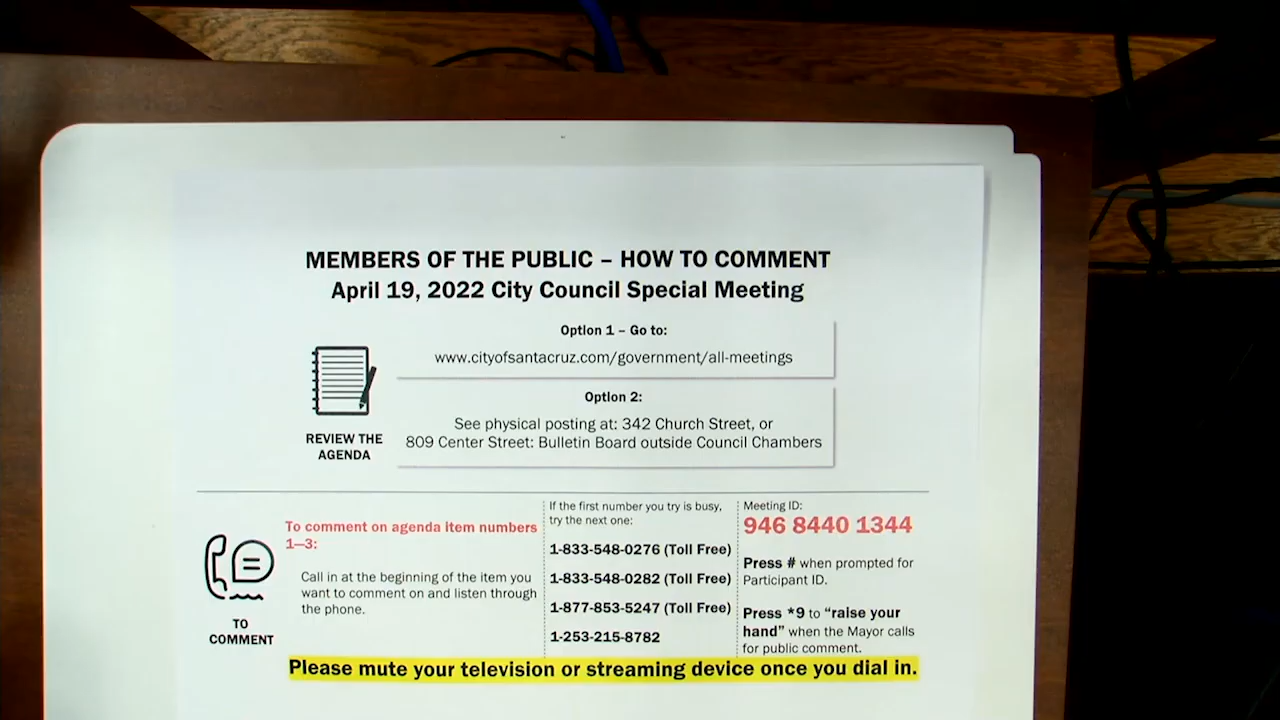 MEMBERS OF THE PUBLIC – HOW TO COMMENT
April 19, 2022 City Council Special Meeting
Option 1 – Go to:
www.cityofsantacruz.com/government/all-meetings
Option 2:
See physical posting at: 342 Church Street, or
809 Center Street: Bulletin Board outside Council Chambers
REVIEW THE
AGENDA
To comment on agenda item numbers
1—3:
Call in at the beginning of the item you
want to comment on and listen through
the phone.
TO
COMMENT
If the first number you try is busy,
try the next one:
1-833-548-0276 (Toll Free)
1-833-548-0282 (Toll Free)
1-877-853-5247 (Toll Free)
1-253-215-8782
Meeting ID:
946 8440 1344
Press # when prompted for
Participant ID.
Press *9 to “raise your
hand” when the Mayor calls
for public comment.
Please mute your television or streaming device once you dial in.